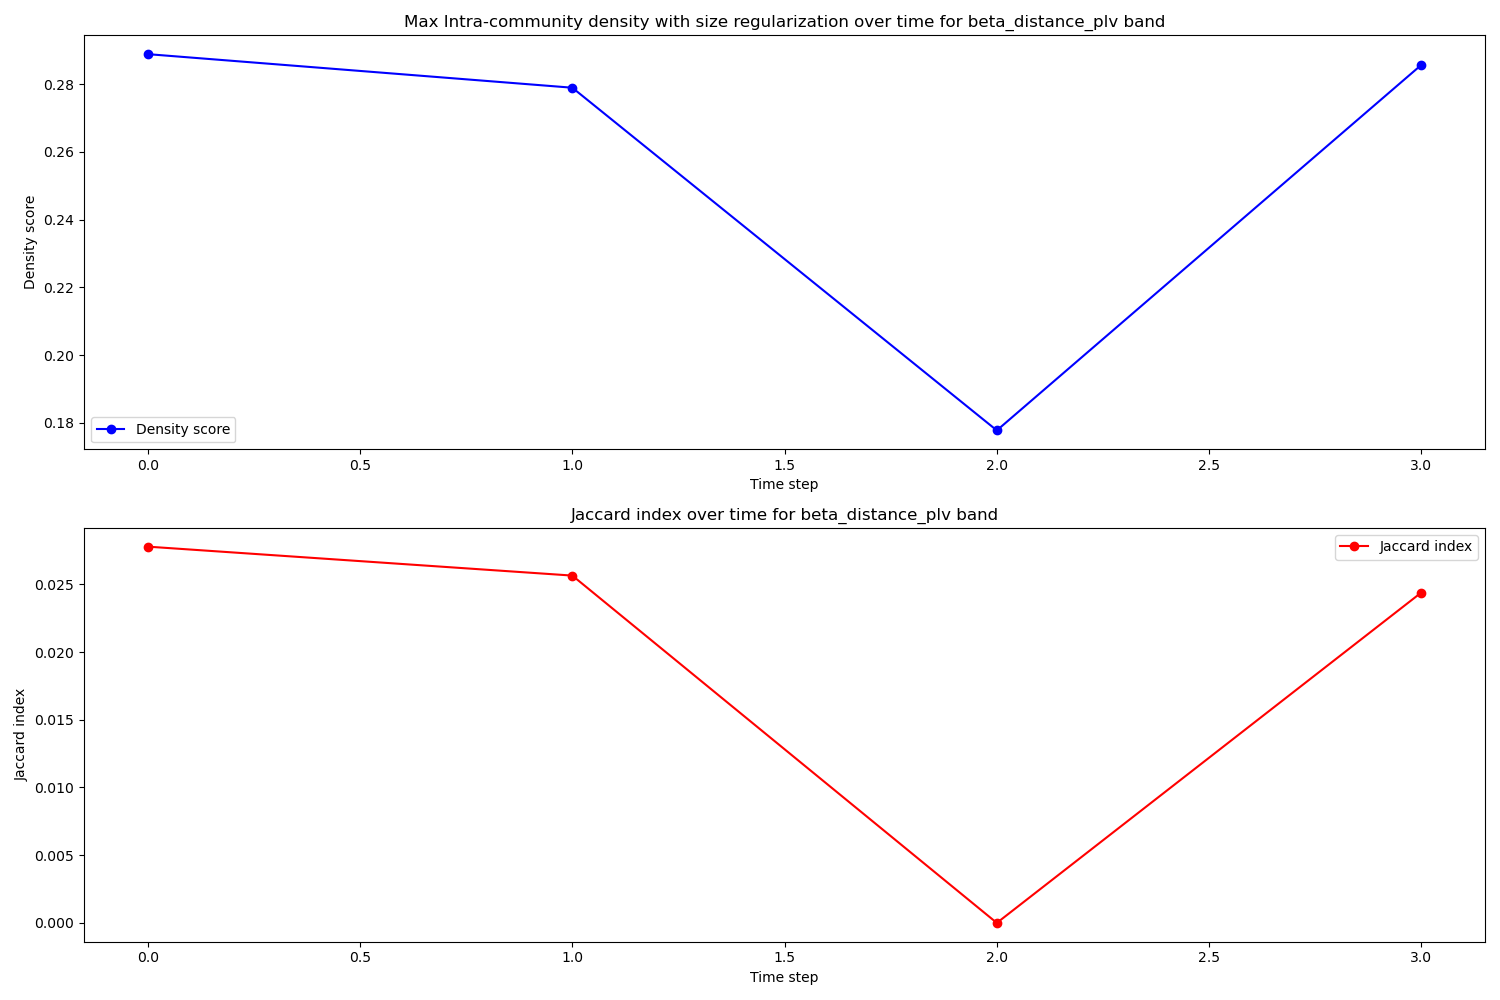 Max Intra-community density with size regularization over time for beta_distance_plv band
0.28
0.26
0.24
0.22
0.20
0.18
Density score
Density score
0.0 0.5 1.0 1.5 2.0 2.5 3.0
Time step
Jaccard index over time for beta_distance_plv band
Jaccard index
0.025
0.020
0.015
0.010
0.005
0.000
Jaccard index
0.0 0.5 1.0 1.5 2.0 2.5 3.0
Time step